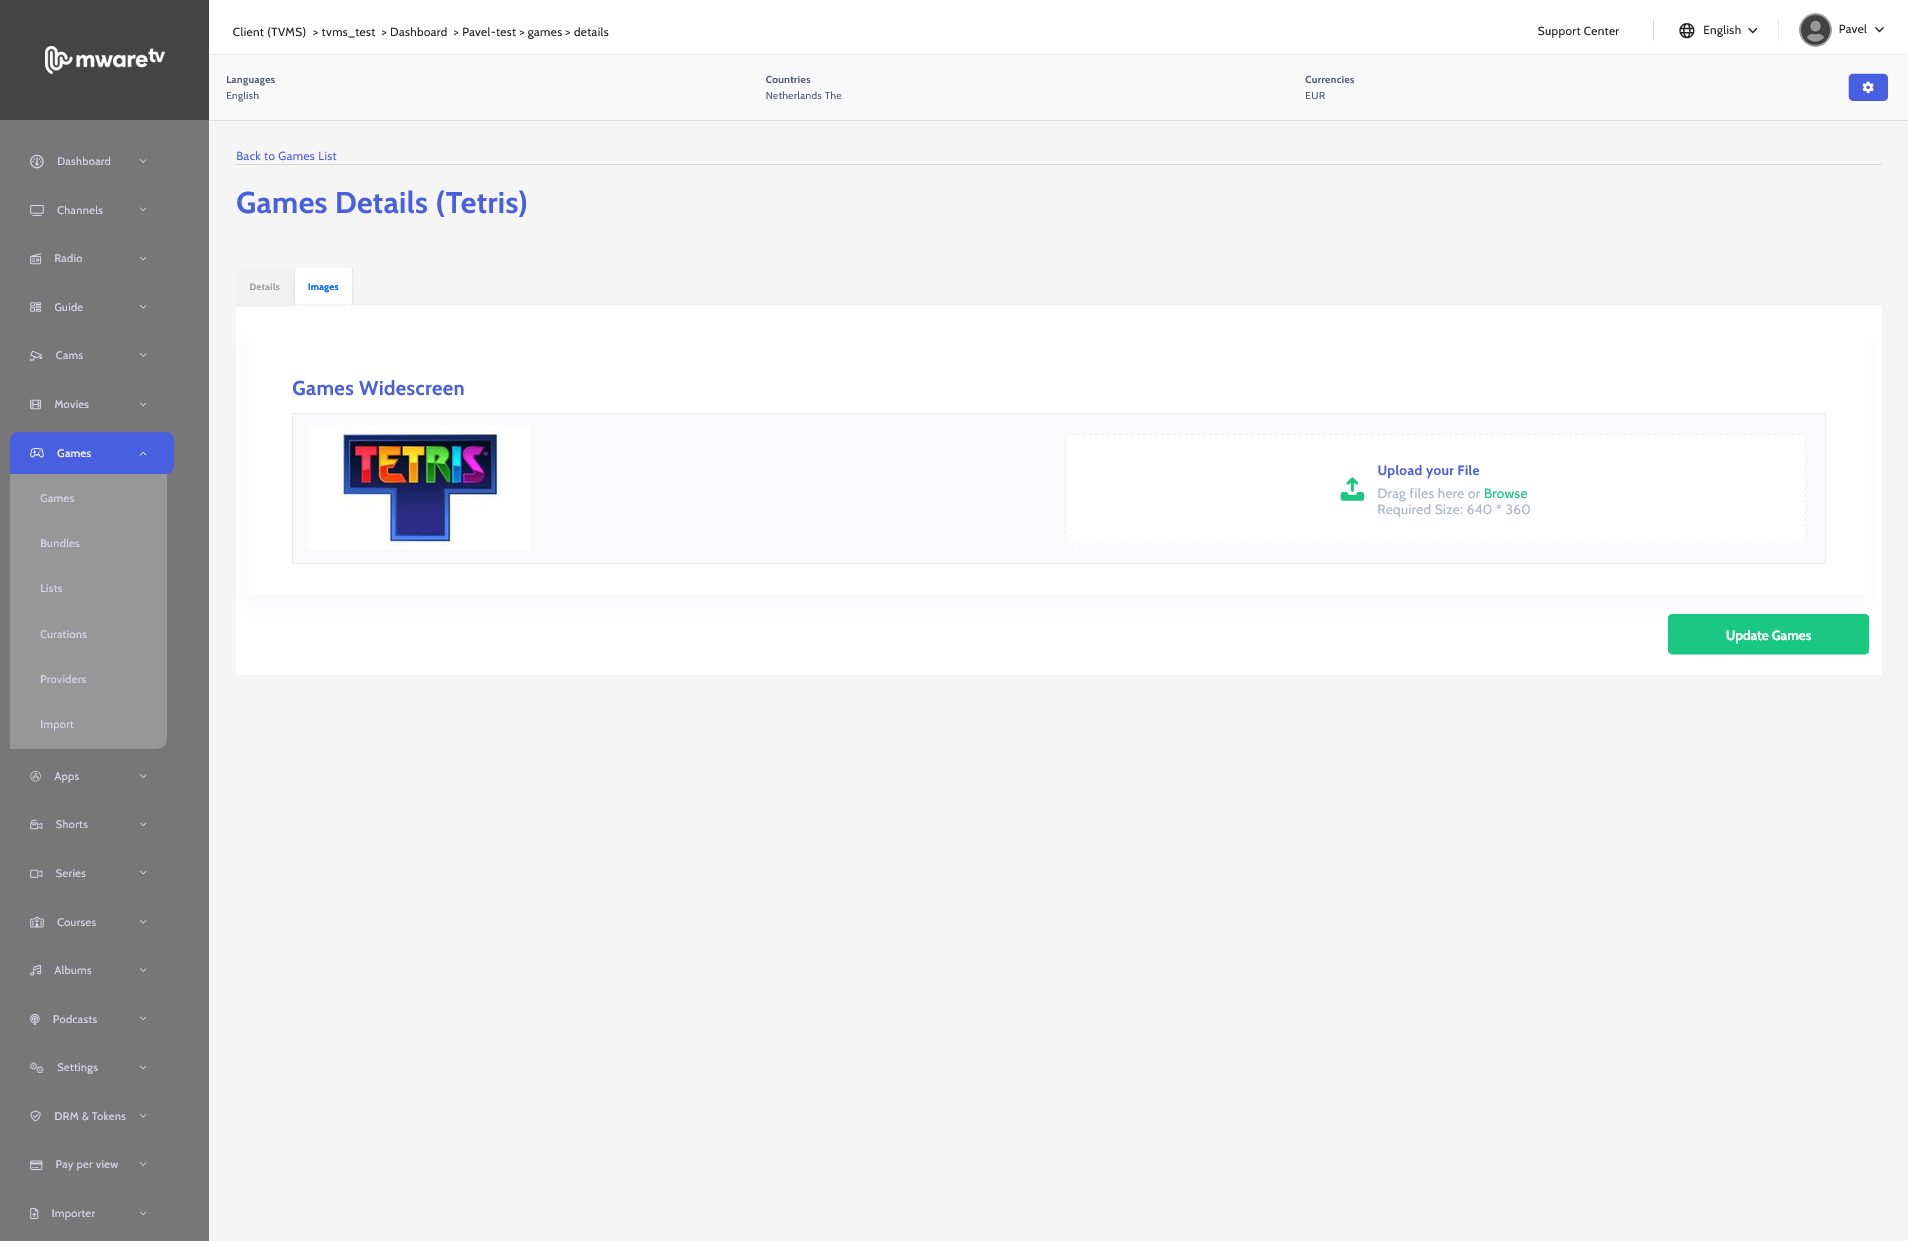 mwaretv
Client (TVMS) > tvms_test > Dashboard > Pavel-test > games > details
Support Center
English
Pavel
Languages
English
Countries
Netherlands The
Currencies
EUR
Dashboard
Channels
Radio
Guide
Cams
Movies
Games
Games
Bundles
Lists
Curations
Providers
Import
Apps
Shorts
Series
Courses
Albums
Podcasts
Settings
DRM & Tokens
Pay per view
Importer
Back to Games List
Games Details (Tetris)
Details
Images
Games Widescreen
TETRIS
Upload your File
Drag files here or Browse
Required Size: 640 * 360
Update Games